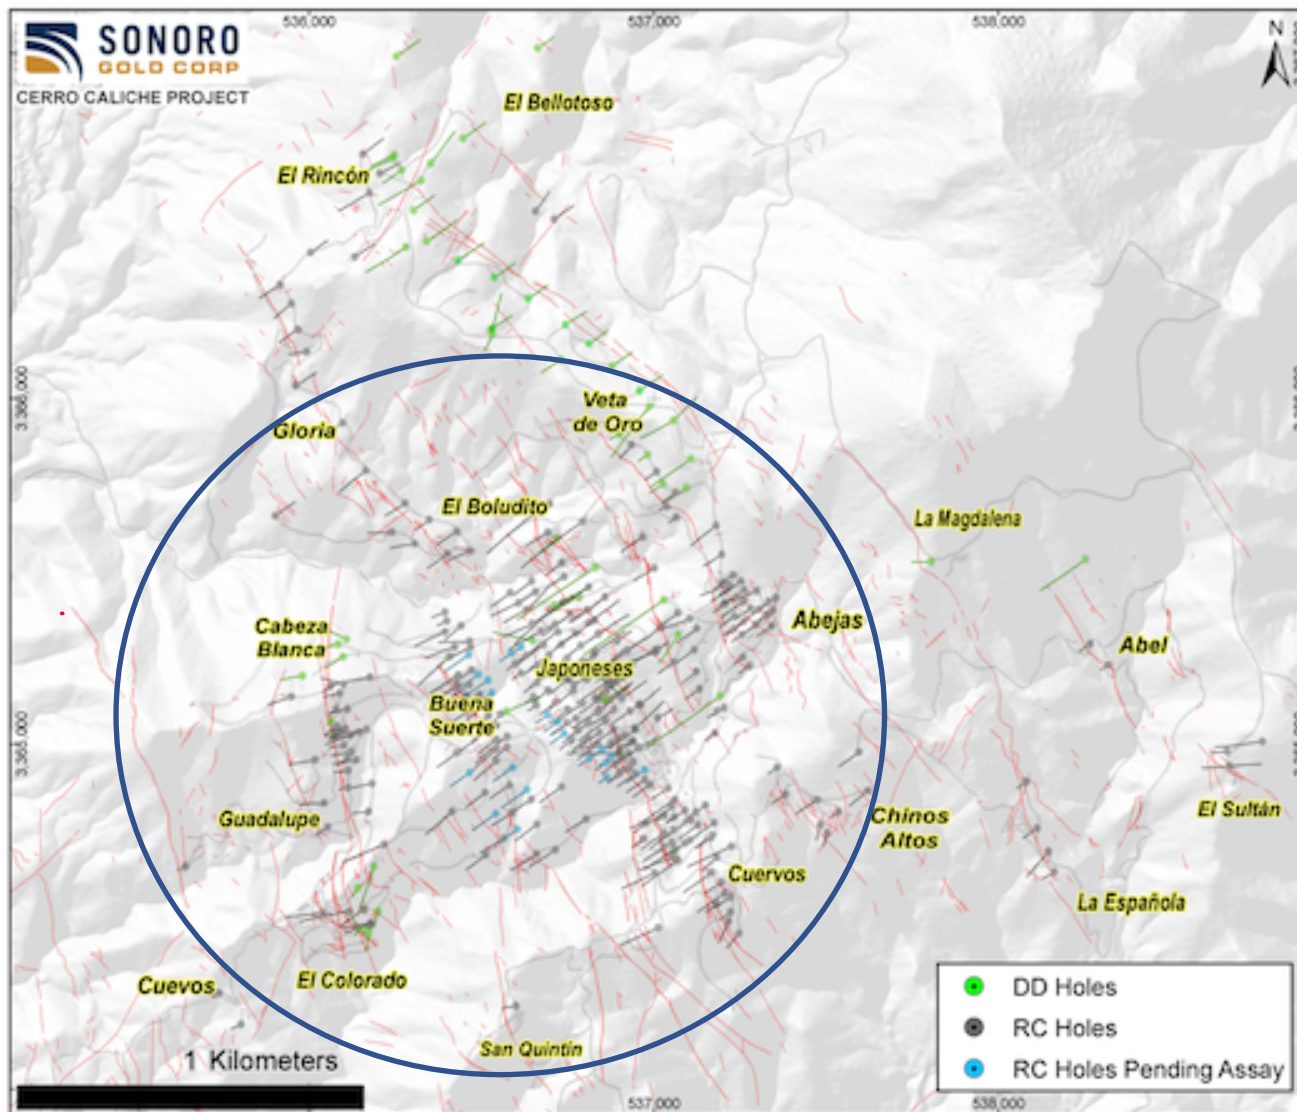 536,000
537,000
538,000
SONORO
GOLD CORP
CERRO CALICHE PROJECT
N
El Bellotoso
El Rincón
3,366,000
Veta
de Oro
Gloria
El Boludito
La Magdalena
Cabeza
Blanca
Abejas
Abel
Japoneses
Buena
Suerte
3,365,000
Guadalupe
Chinos
Altos
El Sultán
Cuervos
La Española
Cuevos
El Colorado
San Quintín
1 Kilometers
DD Holes
RC Holes
RC Holes Pending Assay
537,000
538,000